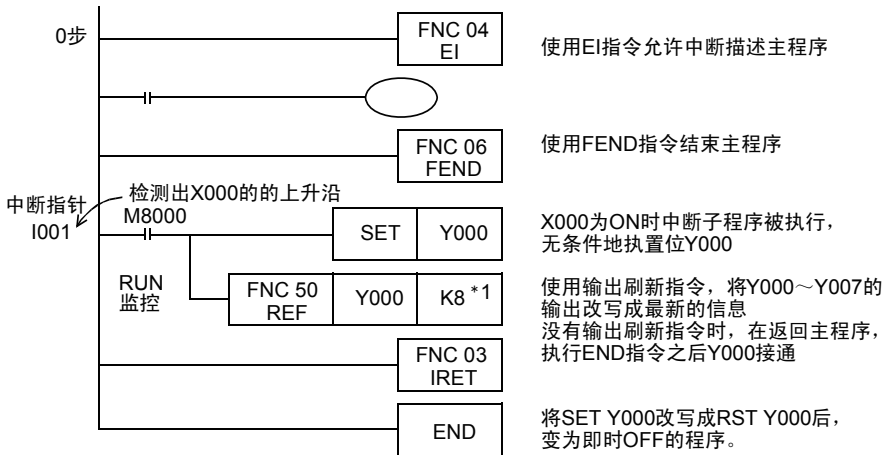 0步
FNC 04
EI
使用EI指令允许中断描述主程序
FNC 06
FEND
使用FEND指令结束主程序
中断指针
I001
检测出X000的的上升沿
M8000
SET
Y000
X000为ON时中断子程序被执行，
无条件地执置位Y000
RUN
监控
FNC 50
REF
Y000
K8 *1
使用输出刷新指令，将Y000～Y007的
输出改写成最新的信息
没有输出刷新指令时，在返回主程序，
执行END指令之后Y000接通
FNC 03
IRET
END
将SET Y000改写成RST Y000后，
变为即时OFF的程序。